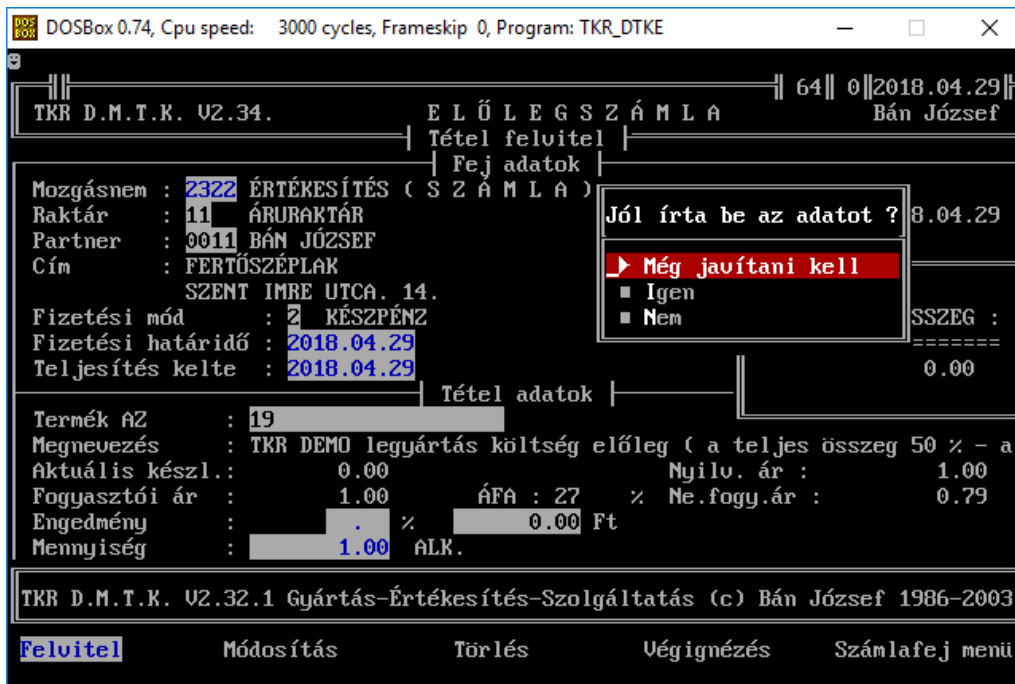 DOSBox 0.74, Cpu speed: 3000 cycles, Frameskip 0, Program: TKR_DTKE
64 0 2018.04.29
TKR D.M.T.K. V2.34. E L Ő L E G S Z Á M L A Bán József
Tétel felvitel
Fej adatok
Mozgásnem : 2322 ÉRTÉKESÍTÉS ( S Z Á M L A )
Raktár : 11 ÁRURAKTÁR
Jól írta be az adatot ? 8.04.29
Partner : 0011 BÁN JÓZSEF
Cím : FERTŐSZÉPLAK
Még javítani kell
SZENT IMRE UTCA. 14.
Igen
Fizetési mód : 2 KÉSZPÉNZ
Nem
SSZEG :
Fizetési határidő : 2018.04.29
=======
Teljesítés kelte : 2018.04.29
0.00
Tétel adatok
Termék AZ : 19
Megnevezés : TKR DEMO legyártás költség előleg ( a teljes összeg 50 % - a
Aktuális készl.: 0.00 Nyilv. ár : 1.00
Fogyasztói ár : 1.00 ÁFA : 27 % Ne.fogy.ár : 0.79
Engedmény : . % 0.00 Ft
Mennyiség : 1.00 ALK.
TKR D.M.T.K. V2.32.1 Gyártás-Értékesítés-Szolgáltatás (c) Bán József 1986-2003
Felvitel Módosítás Törlés Végignézés Számlafej menü